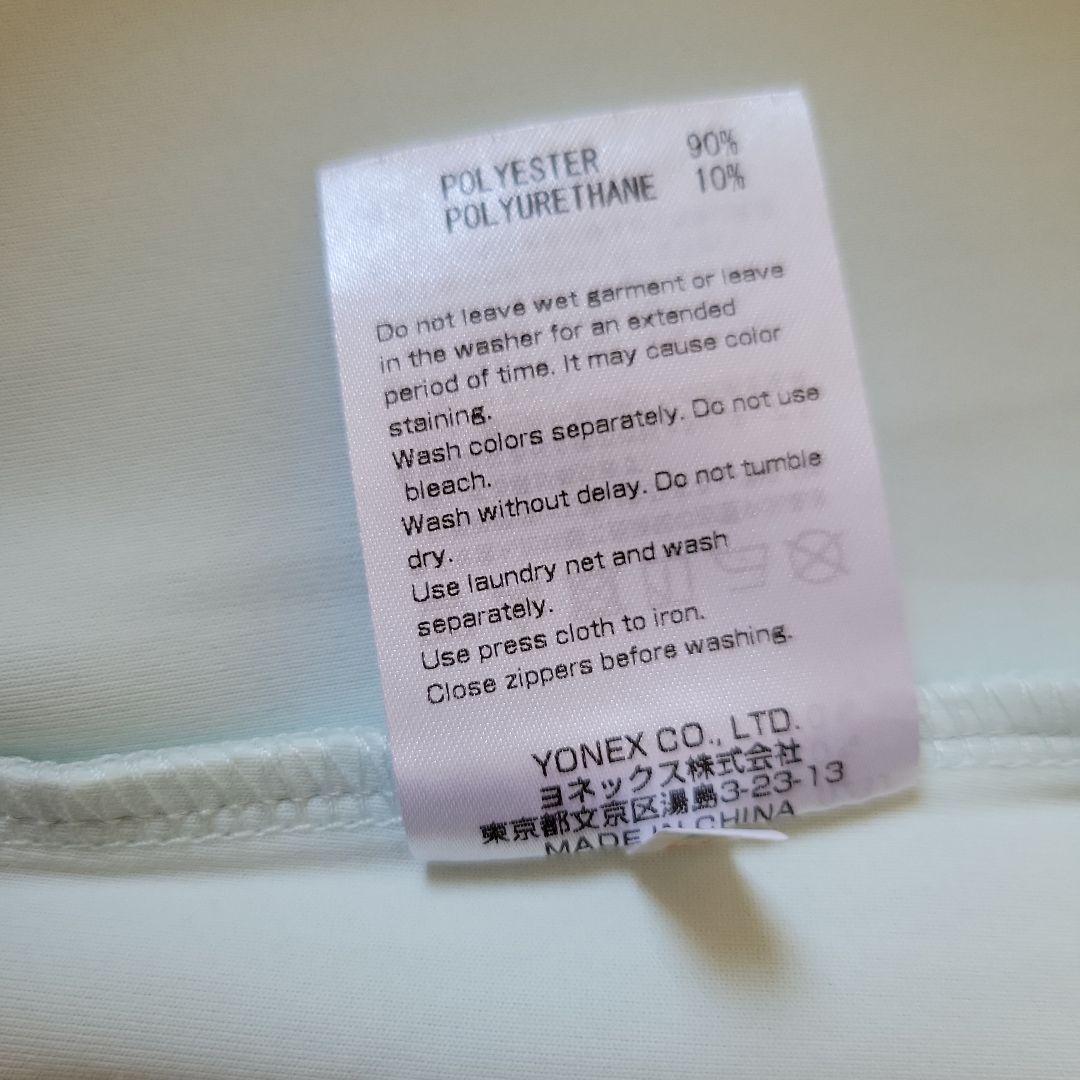 POLYESTER 90%
POLYURETHANE 10%
Do not leave wet garment or leave
in the washer for an extended
period of time. It may cause color
staining.
Wash colors separately. Do not use
bleach.
Wash without delay. Do not tumble
dry.
Use laundry net and wash
separately.
Use press cloth to iron.
Close zippers before washing.
YONEX CO., LTD.
ヨネックス株式会社
東京都文京区湯島3-23-13
MADE IN CHINA